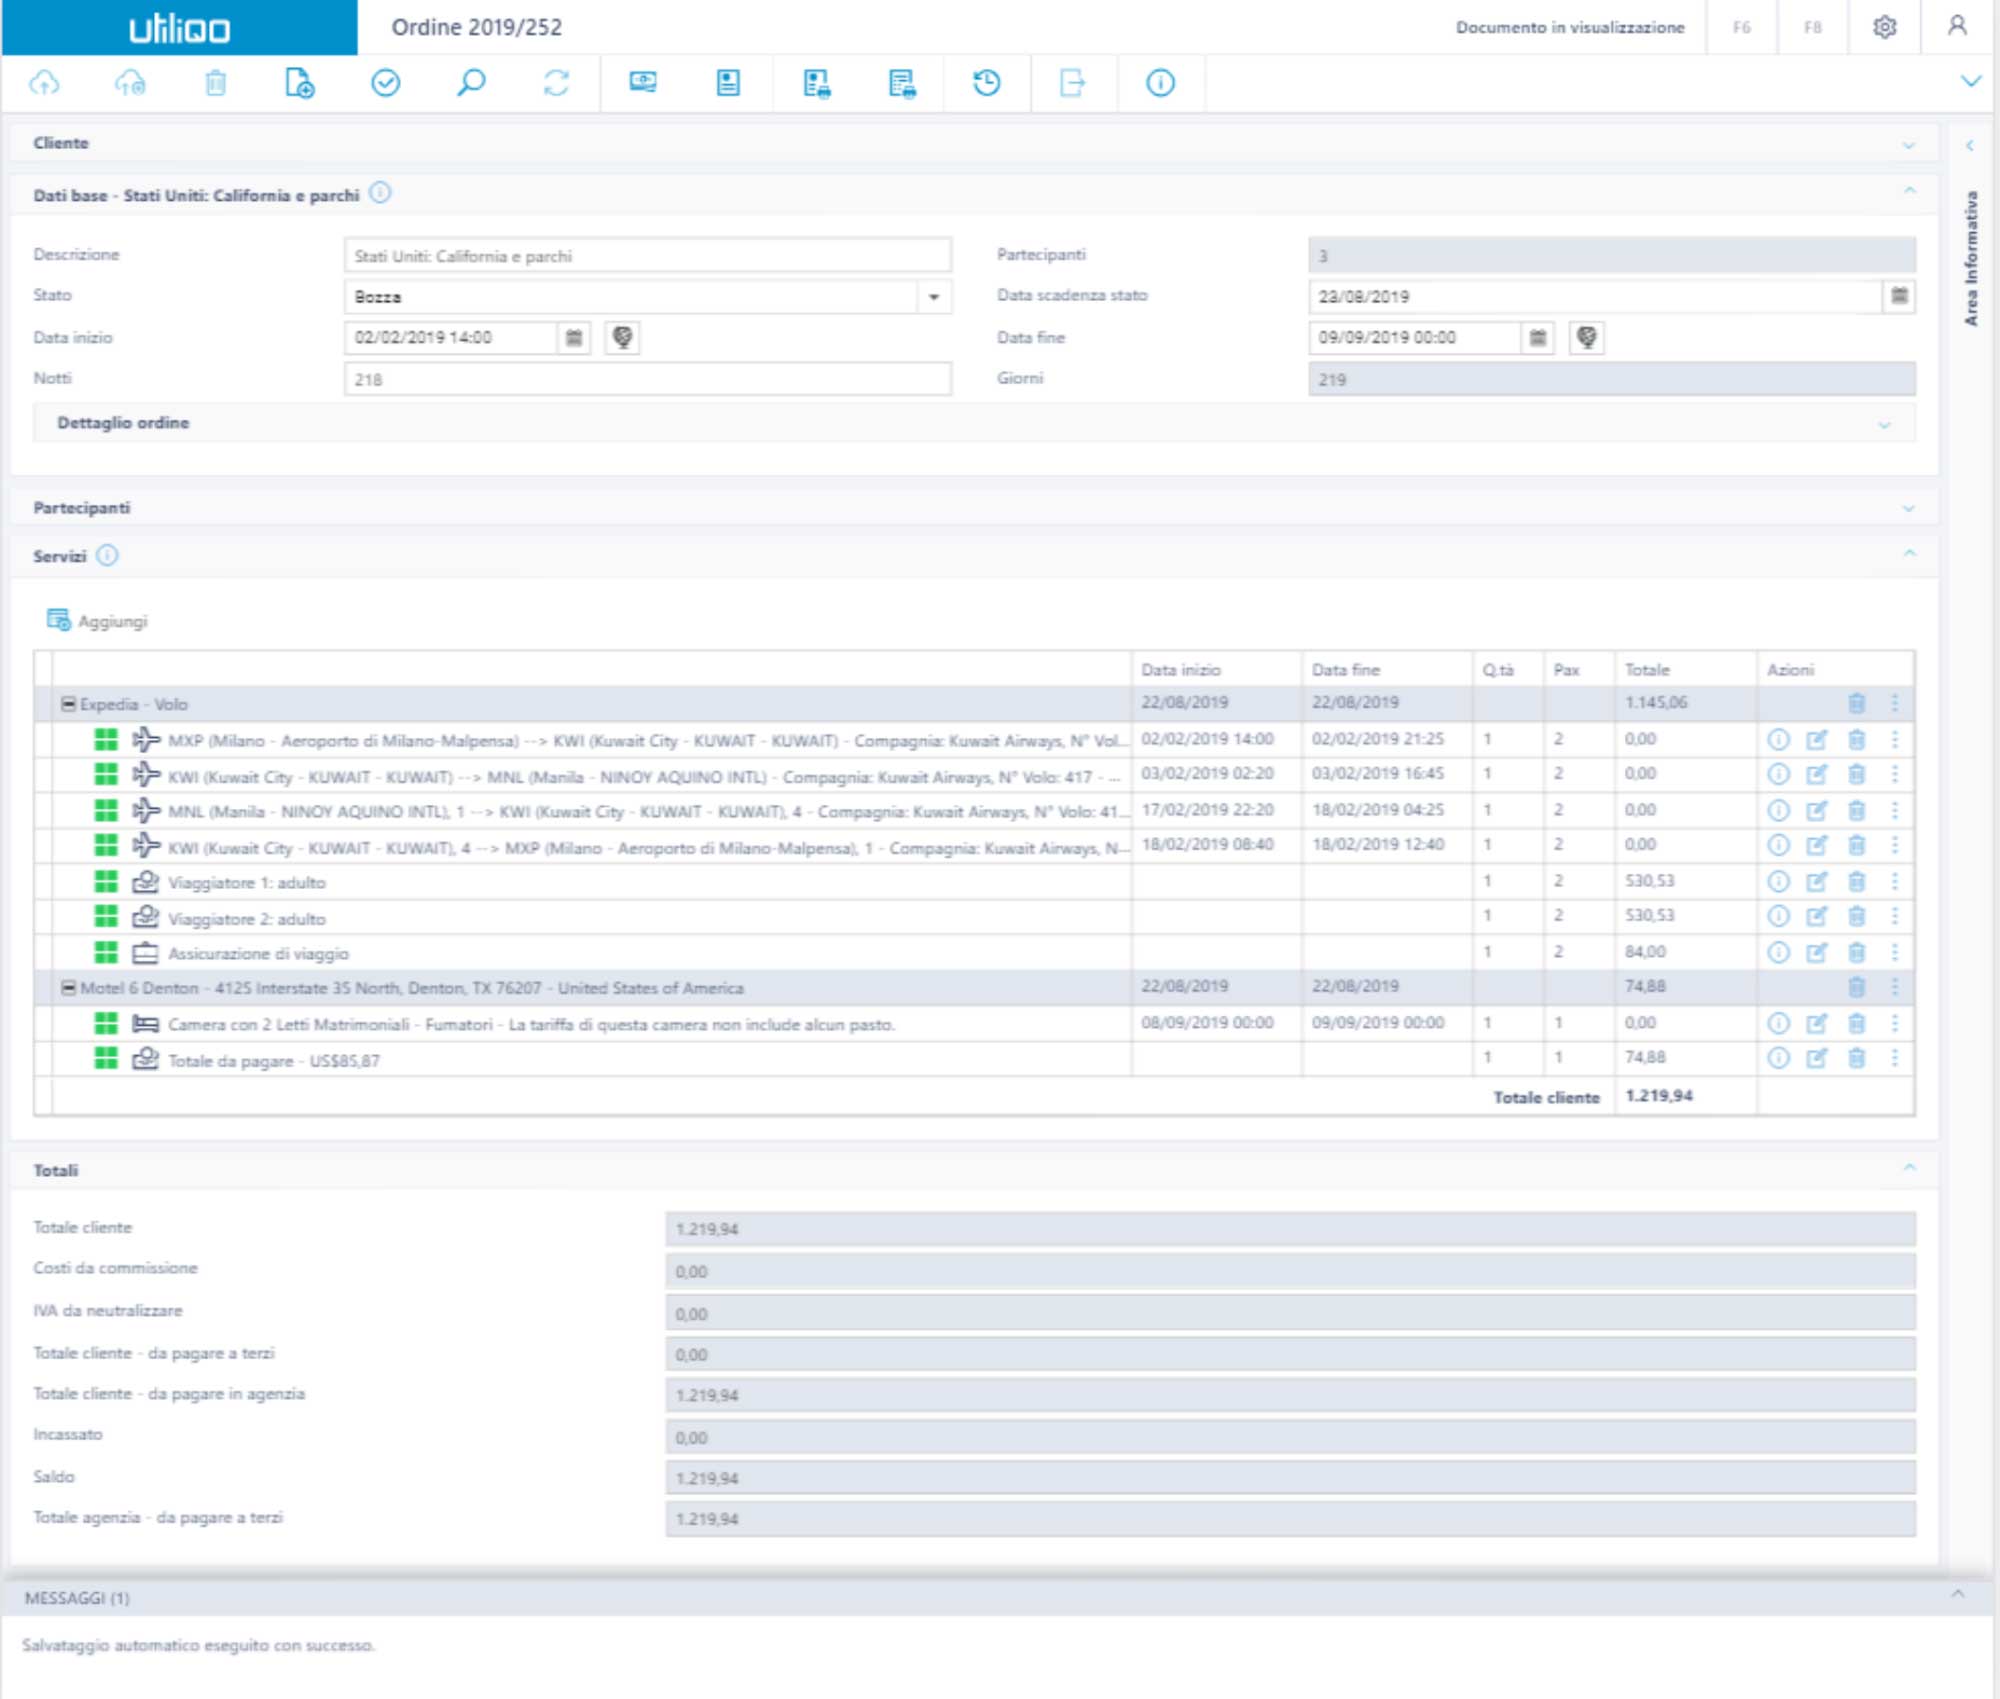 utiliqo
Ordine 2019/252
Documento in visualizzazione
F6
F8
Cliente
Dati base - Stati Uniti: California e parchi
Area Informativa
Descrizione
Stati Uniti: California e parchi
Partecipanti
3
Stato
Bozza
Data scadenza stato
23/08/2019
Data inizio
02/02/2019 14:00
Data fine
09/09/2019 00:00
Notti
218
Giorni
219
Dettaglio ordine
Partecipanti
Servizi
Aggiungi
Data inizio Data fine Q.tà Pax Totale Azioni
Expedia - Volo 22/08/2019 22/08/2019 1.145,06
MXP (Milano - Aeroporto di Milano-Malpensa) --> KWI (Kuwait City - KUWAIT - KUWAIT) - Compagnia: Kuwait Airways, N° Vol... 02/02/2019 14:00 02/02/2019 21:25 1 2 0,00
KWI (Kuwait City - KUWAIT - KUWAIT) --> MNL (Manila - NINOY AQUINO INTL) - Compagnia: Kuwait Airways, N° Volo: 417 - ... 03/02/2019 02:20 03/02/2019 16:45 1 2 0,00
MNL (Manila - NINOY AQUINO INTL), 1 --> KWI (Kuwait City - KUWAIT - KUWAIT), 4 - Compagnia: Kuwait Airways, N° Volo: 41... 17/02/2019 22:20 18/02/2019 04:25 1 2 0,00
KWI (Kuwait City - KUWAIT - KUWAIT), 4 --> MXP (Milano - Aeroporto di Milano-Malpensa), 1 - Compagnia: Kuwait Airways, N... 18/02/2019 08:40 18/02/2019 12:40 1 2 0,00
Viaggiatore 1: adulto 1 2 530,53
Viaggiatore 2: adulto 1 2 530,53
Assicurazione di viaggio 1 2 84,00
Motel 6 Denton - 4125 Interstate 35 North, Denton, TX 76207 - United States of America 22/08/2019 22/08/2019 74,88
Camera con 2 Letti Matrimoniali - Fumatori - La tariffa di questa camera non include alcun pasto. 08/09/2019 00:00 09/09/2019 00:00 1 1 0,00
Totale da pagare - US$85,87 1 1 74,88
Totale cliente 1.219,94
Totali
Totale cliente 1.219,94
Costi da commissione 0,00
IVA da neutralizzare 0,00
Totale cliente - da pagare a terzi 0,00
Totale cliente - da pagare in agenzia 1.219,94
Incassato 0,00
Saldo 1.219,94
Totale agenzia - da pagare a terzi 1.219,94
MESSAGGI (1)
Salvataggio automatico eseguito con successo.